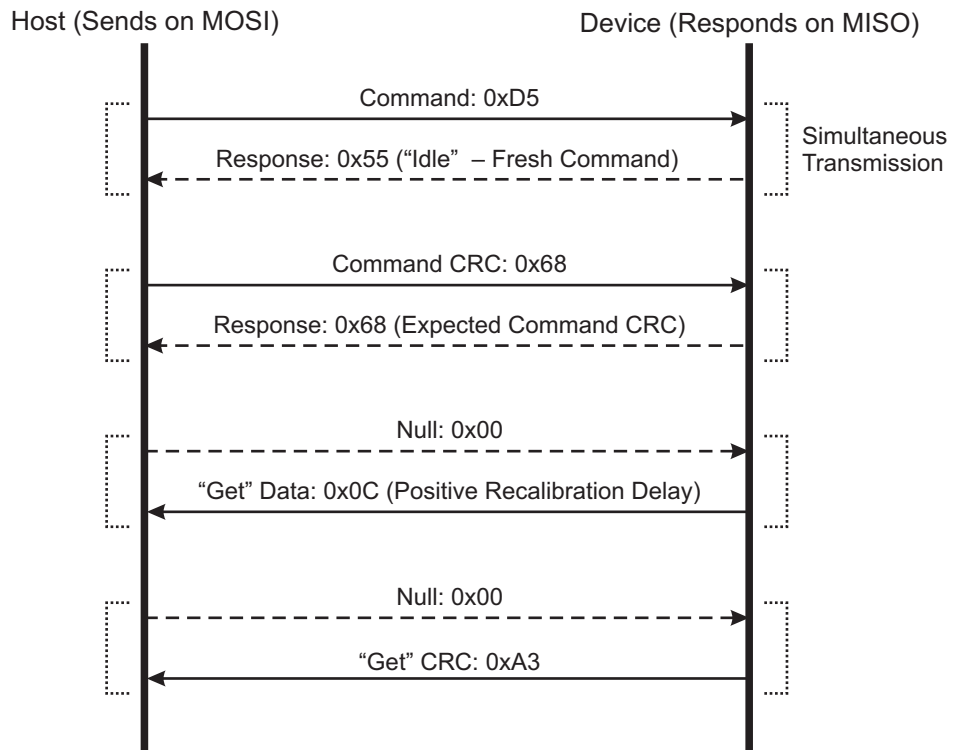 Host (Sends on MOSI)
Device (Responds on MISO)
Command: 0xD5
Response: 0x55 (“Idle” – Fresh Command)
Simultaneous
Transmission
Command CRC: 0x68
Response: 0x68 (Expected Command CRC)
Null: 0x00
“Get” Data: 0x0C (Positive Recalibration Delay)
Null: 0x00
“Get” CRC: 0xA3